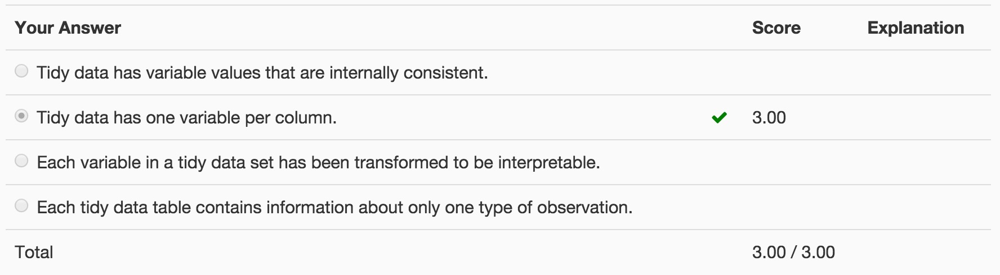 Your Answer Score Explanation
Tidy data has variable values that are internally consistent.
Tidy data has one variable per column. 3.00
Each variable in a tidy data set has been transformed to be interpretable.
Each tidy data table contains information about only one type of observation.
Total 3.00 / 3.00